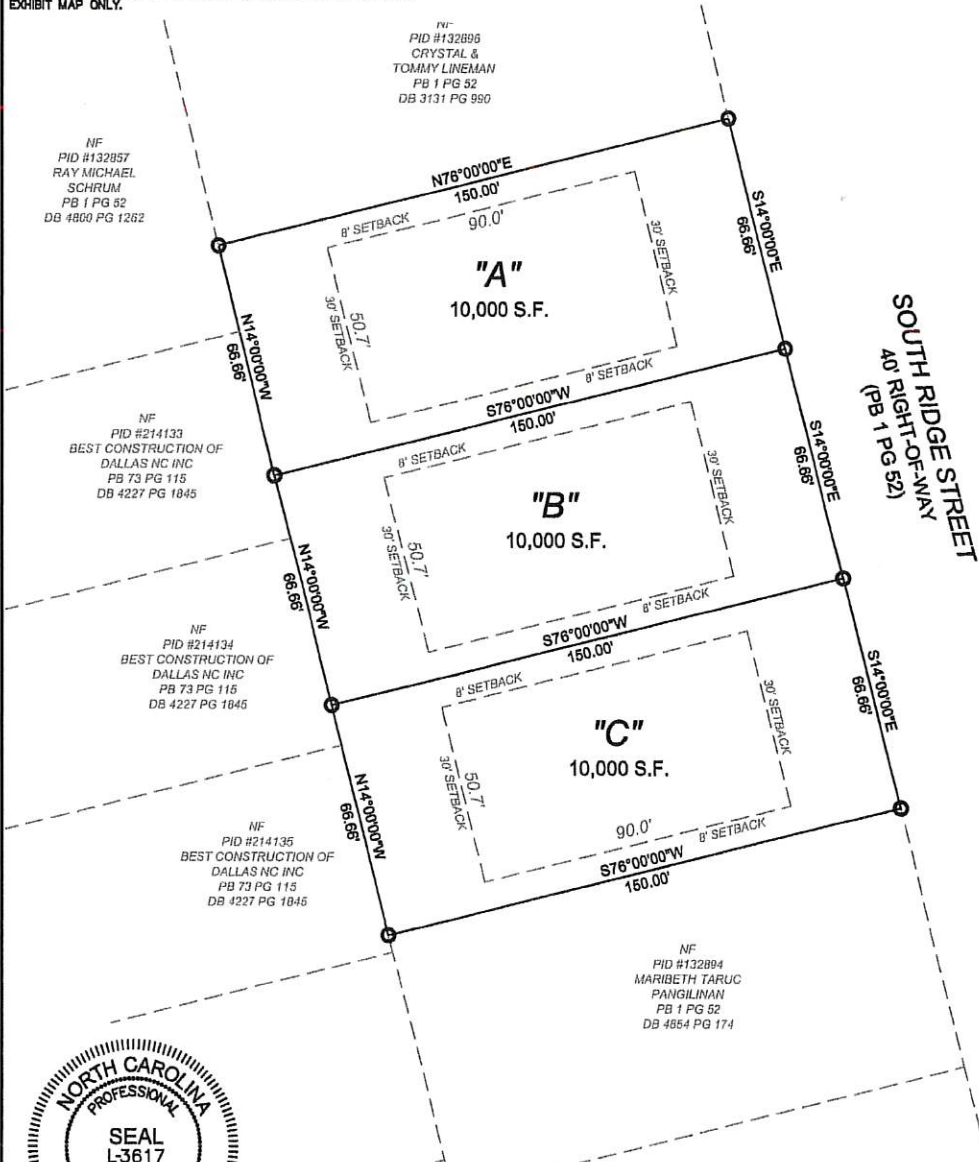 EXHIBIT MAP ONLY.
PID #132896
CRYSTAL &
TOMMY LINEMAN
PB 1 PG 52
DB 3131 PG 990
NF
PID #132857
RAY MICHAEL
SCHRUM
PB 1 PG 52
DB 4800 PG 1262
N76°00'00"E
150.00'
8' SETBACK
90.0'
30' SETBACK
S14°00'00"E
66.66'
"A"
10,000 S.F.
50.7'
30' SETBACK
N14°00'00"W
66.66'
8' SETBACK
S76°00'00"W
150.00'
SOUTH RIDGE STREET
40' RIGHT-OF-WAY
(PB 1 PG 52)
NF
PID #214133
BEST CONSTRUCTION OF
DALLAS NC INC
PB 73 PG 115
DB 4227 PG 1845
8' SETBACK
30' SETBACK
S14°00'00"E
66.66'
"B"
10,000 S.F.
50.7'
30' SETBACK
N14°00'00"W
66.66'
8' SETBACK
S76°00'00"W
150.00'
NF
PID #214134
BEST CONSTRUCTION OF
DALLAS NC INC
PB 73 PG 115
DB 4227 PG 1845
8' SETBACK
30' SETBACK
S14°00'00"E
66.66'
"C"
10,000 S.F.
50.7'
30' SETBACK
N14°00'00"W
66.66'
90.0'
8' SETBACK
S76°00'00"W
150.00'
NF
PID #214135
BEST CONSTRUCTION OF
DALLAS NC INC
PB 73 PG 115
DB 4227 PG 1845
NF
PID #132894
MARIBETH TARUC
PANGILINAN
PB 1 PG 52
DB 4854 PG 174
NORTH CAROLINA
PROFESSIONAL
SEAL
L-3617